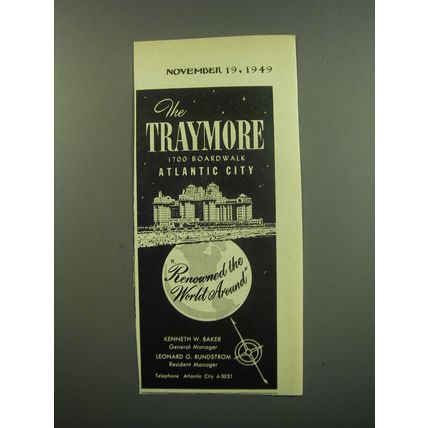 NOVEMBER 19, 1949
The
TRAYMORE
1700 BOARDWALK
ATLANTIC CITY
"Renowned the
World Around"
KENNETH W. BAKER
General Manager
LEONARD G. RUNDSTROM
Resident Manager
Telephone Atlantic City 4-3021